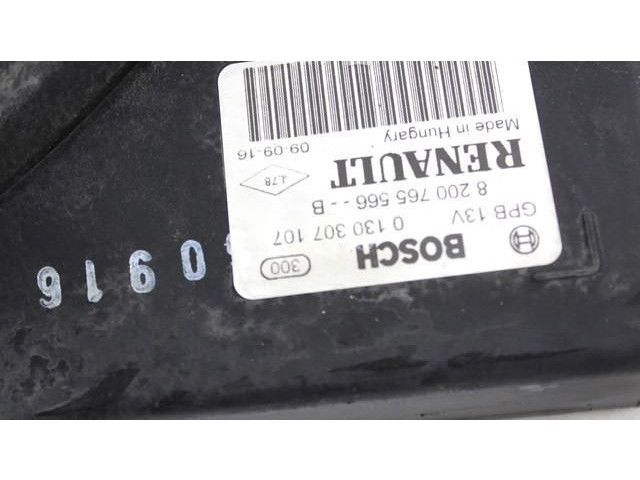 BOSCH 300
GPB 13V 0 130 307 107
8 200 765 566 -- B
RENAULT
Made in Hungary 09-09-16
0916